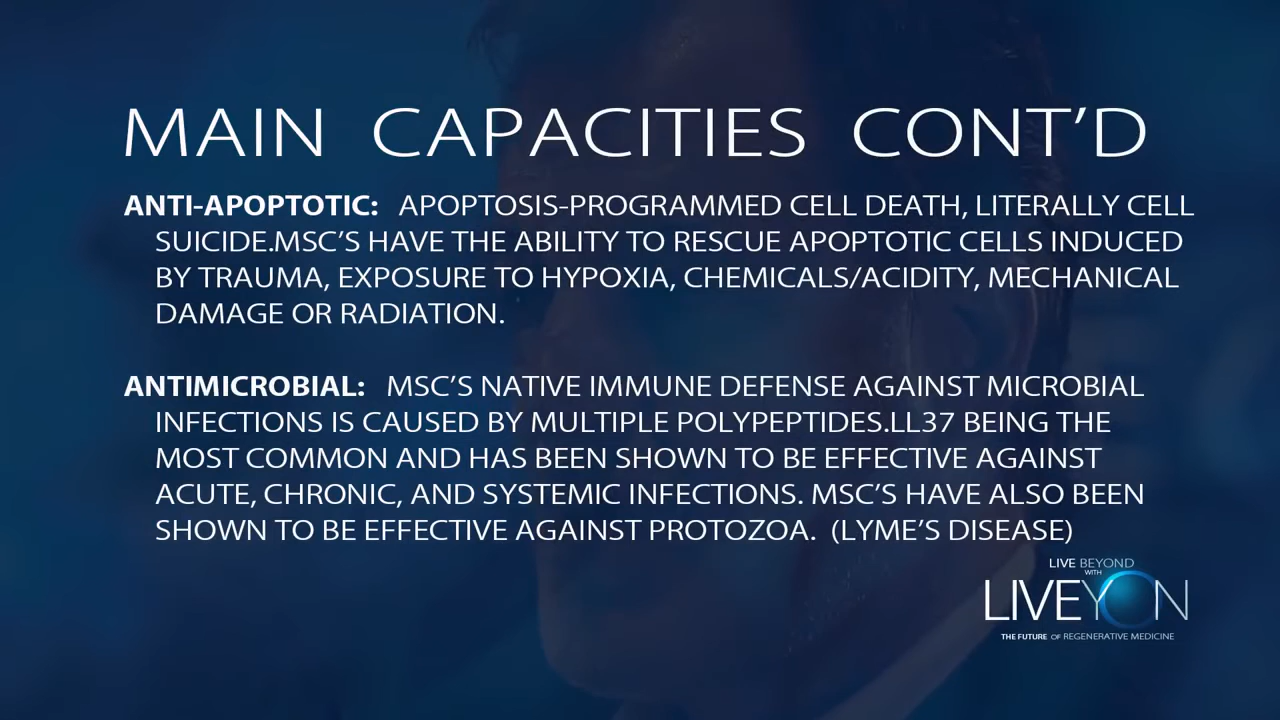 MAIN CAPACITIES CONT'D
ANTI-APOPTOTIC: APOPTOSIS-PROGRAMMED CELL DEATH, LITERALLY CELL
SUICIDE.MSC'S HAVE THE ABILITY TO RESCUE APOPTOTIC CELLS INDUCED
BY TRAUMA, EXPOSURE TO HYPOXIA, CHEMICALS/ACIDITY, MECHANICAL
DAMAGE OR RADIATION.
ANTIMICROBIAL: MSC'S NATIVE IMMUNE DEFENSE AGAINST MICROBIAL
INFECTIONS IS CAUSED BY MULTIPLE POLYPEPTIDES.LL37 BEING THE
MOST COMMON AND HAS BEEN SHOWN TO BE EFFECTIVE AGAINST
ACUTE, CHRONIC, AND SYSTEMIC INFECTIONS. MSC'S HAVE ALSO BEEN
SHOWN TO BE EFFECTIVE AGAINST PROTOZOA. (LYME'S DISEASE)
LIVE BEYOND
WITH
LIVEYON
THE FUTURE OF REGENERATIVE MEDICINE